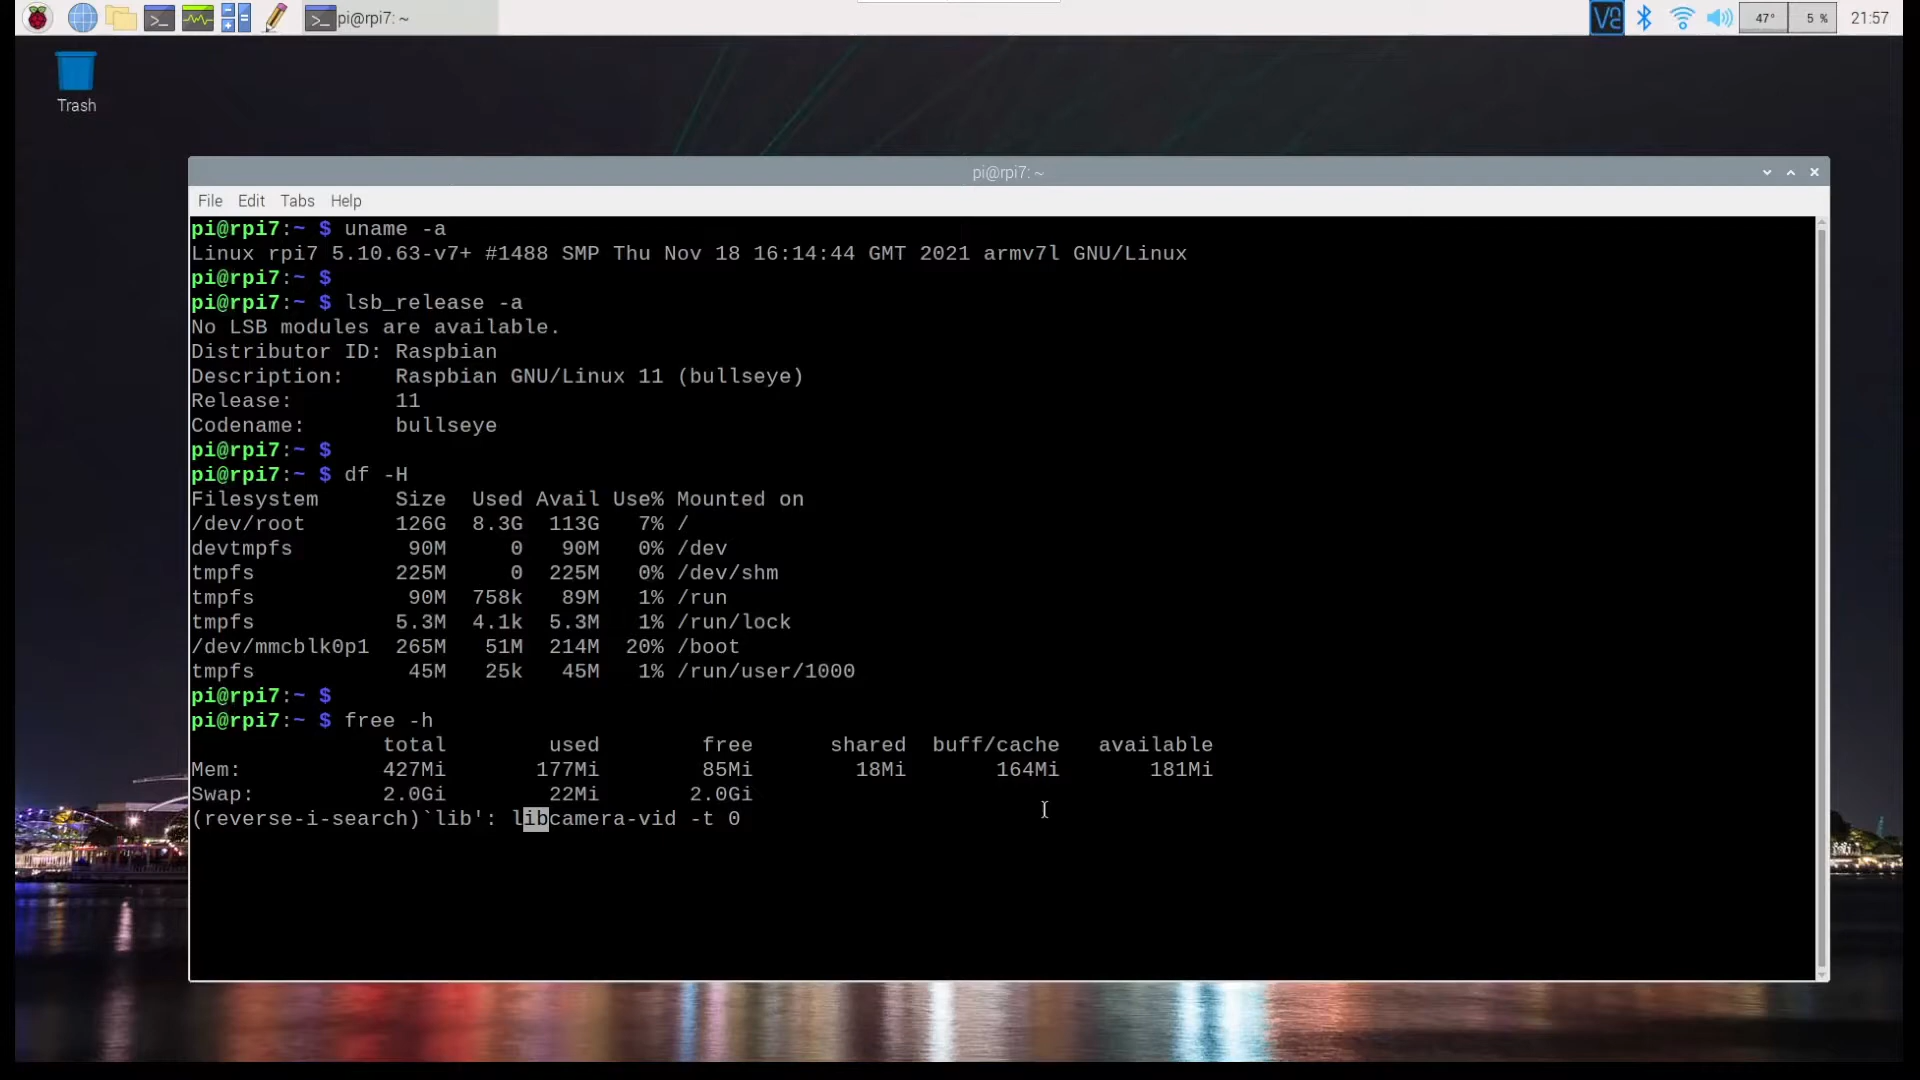 pi@rpi7: ~
47° 5 % 21:57
Trash
pi@rpi7: ~
File Edit Tabs Help
pi@rpi7:~ $ uname -a
Linux rpi7 5.10.63-v7+ #1488 SMP Thu Nov 18 16:14:44 GMT 2021 armv7l GNU/Linux
pi@rpi7:~ $
pi@rpi7:~ $ lsb_release -a
No LSB modules are available.
Distributor ID: Raspbian
Description:    Raspbian GNU/Linux 11 (bullseye)
Release:        11
Codename:       bullseye
pi@rpi7:~ $
pi@rpi7:~ $ df -H
Filesystem      Size  Used Avail Use% Mounted on
/dev/root       126G  8.3G  113G   7% /
devtmpfs         90M     0   90M   0% /dev
tmpfs           225M     0  225M   0% /dev/shm
tmpfs            90M  758k   89M   1% /run
tmpfs           5.3M  4.1k  5.3M   1% /run/lock
/dev/mmcblk0p1  265M   51M  214M  20% /boot
tmpfs            45M   25k   45M   1% /run/user/1000
pi@rpi7:~ $
pi@rpi7:~ $ free -h
               total        used        free      shared  buff/cache   available
Mem:           427Mi       177Mi        85Mi        18Mi       164Mi       181Mi
Swap:          2.0Gi        22Mi       2.0Gi
(reverse-i-search)`lib': libcamera-vid -t 0